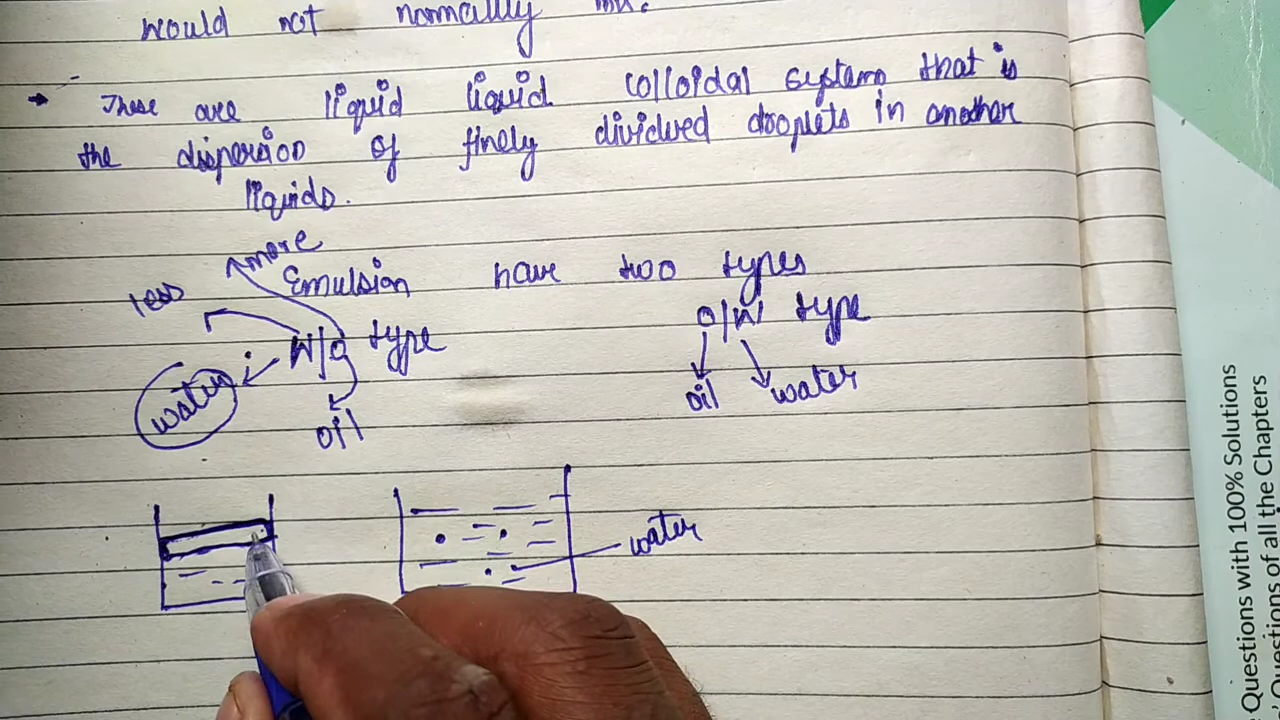 would not normally mix.
→ These are liquid liquid colloidal systems that is
the dispersion of finely divided droplets in another
liquids.
more
less
Emulsion have two types
W/O type
O/W type
water
oil
oil
water
water
Questions with 100% Solutions
Questions of all the Chapters